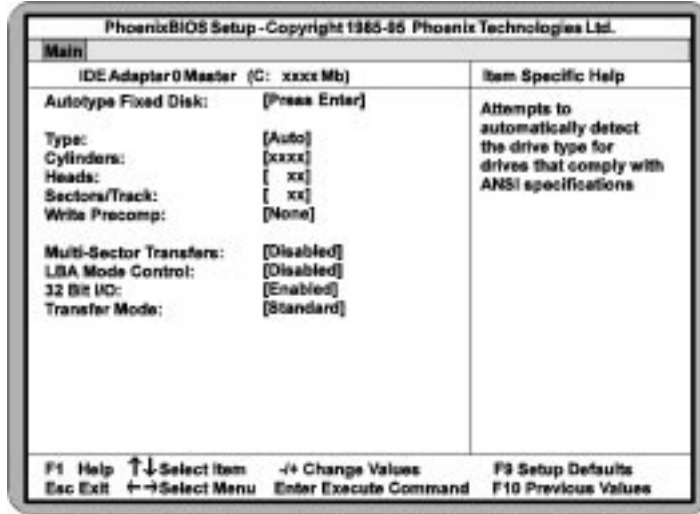 PhoenixBIOS Setup - Copyright 1985-95 Phoenix Technologies Ltd.
Main
IDE Adapter 0 Master (C: xxxx Mb)
Item Specific Help
Autotype Fixed Disk: [Press Enter]
Type: [Auto]
Cylinders: [xxxx]
Heads: [ xx]
Sectors/Track: [ xx]
Write Precomp: [None]
Multi-Sector Transfers: [Disabled]
LBA Mode Control: [Disabled]
32 Bit I/O: [Enabled]
Transfer Mode: [Standard]
Attempts to
automatically detect
the drive type for
drives that comply with
ANSI specifications
F1 Help ↑↓ Select Item -/+ Change Values F9 Setup Defaults
Esc Exit ←→ Select Menu Enter Execute Command F10 Previous Values